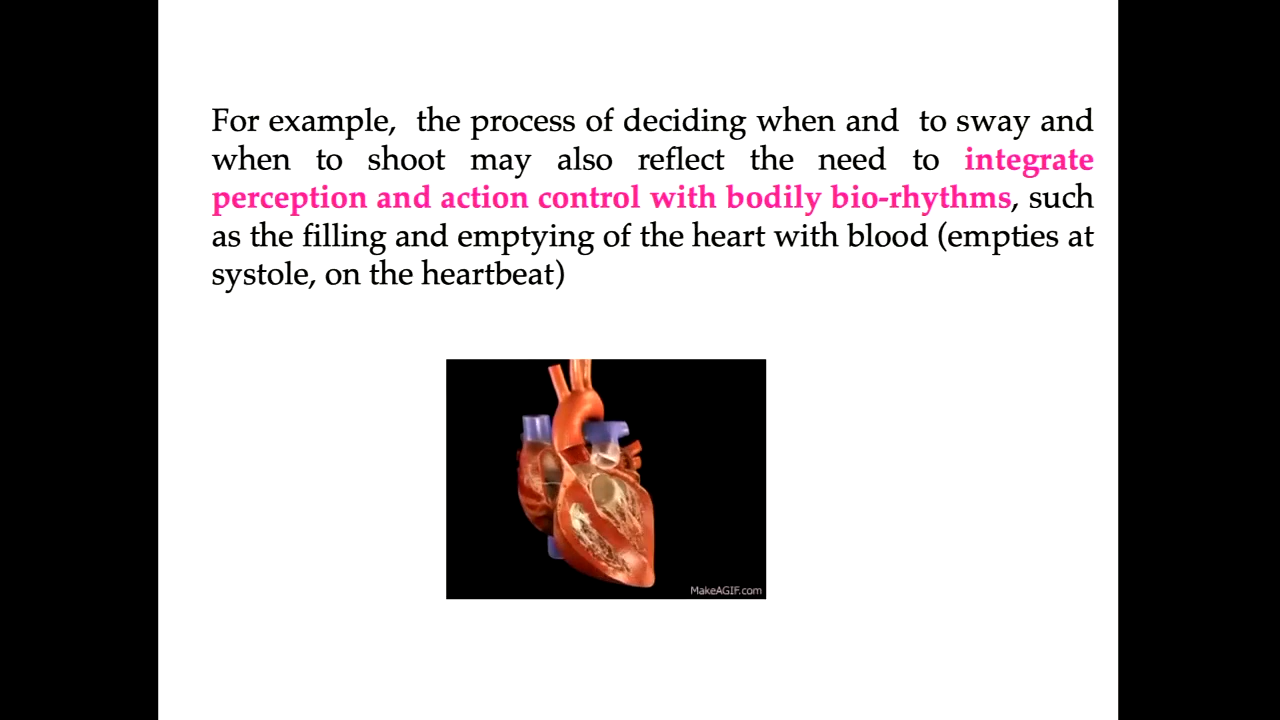 For example,  the process of deciding when and  to sway and
when to shoot may also reflect the need to integrate
perception and action control with bodily bio-rhythms, such
as the filling and emptying of the heart with blood (empties at
systole, on the heartbeat)
MakeAGIF.com